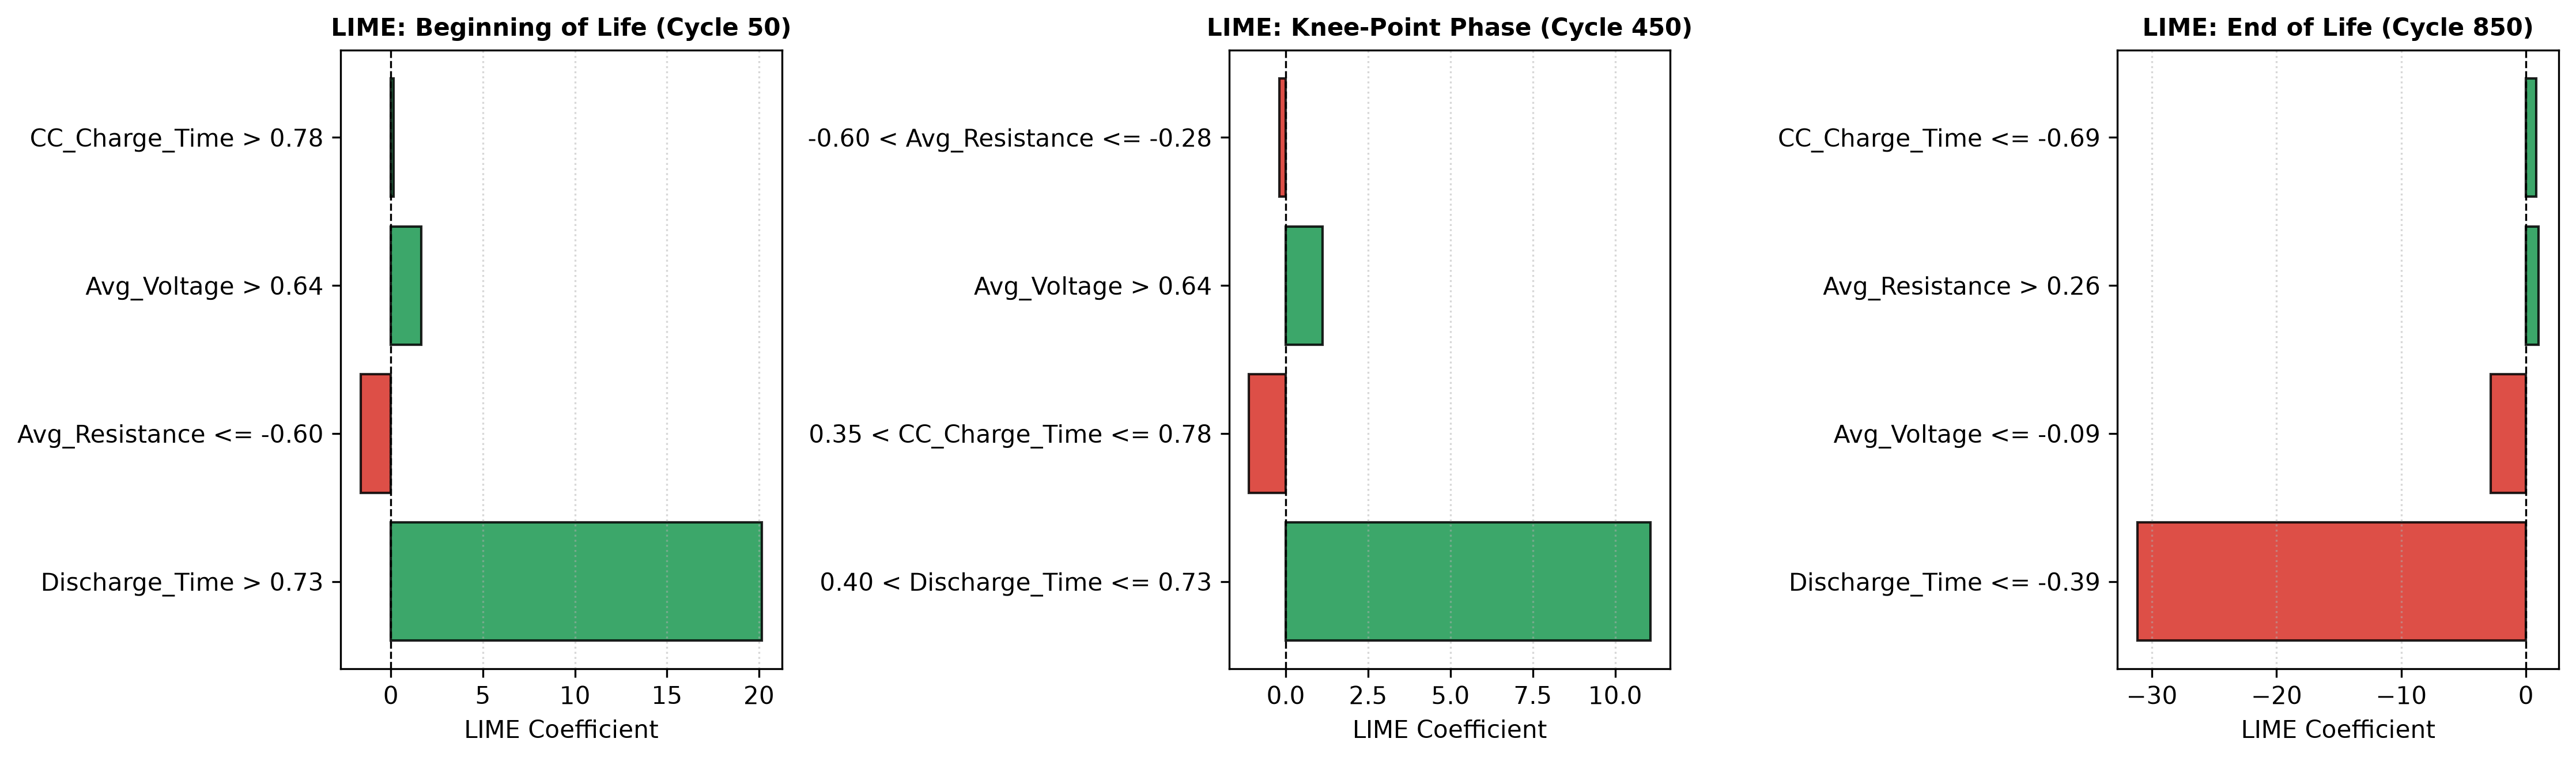 LIME: Beginning of Life (Cycle 50)
CC_Charge_Time > 0.78
Avg_Voltage > 0.64
Avg_Resistance <= -0.60
Discharge_Time > 0.73
0 5 10 15 20
LIME Coefficient
LIME: Knee-Point Phase (Cycle 450)
-0.60 < Avg_Resistance <= -0.28
Avg_Voltage > 0.64
0.35 < CC_Charge_Time <= 0.78
0.40 < Discharge_Time <= 0.73
0.0 2.5 5.0 7.5 10.0
LIME Coefficient
LIME: End of Life (Cycle 850)
CC_Charge_Time <= -0.69
Avg_Resistance > 0.26
Avg_Voltage <= -0.09
Discharge_Time <= -0.39
−30 −20 −10 0
LIME Coefficient